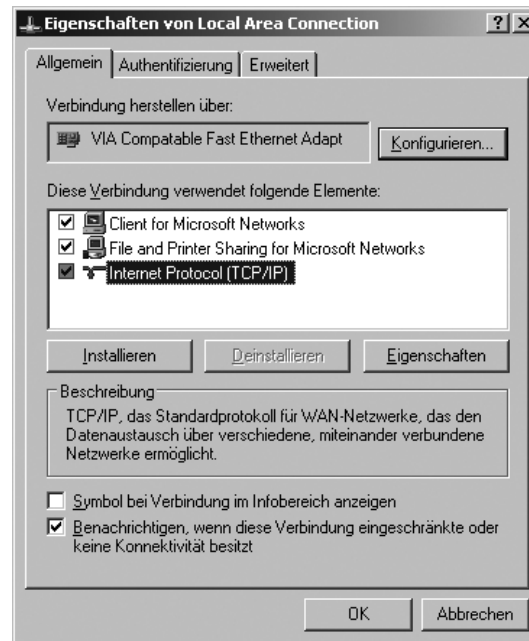 Eigenschaften von Local Area Connection
Allgemein Authentifizierung Erweitert
Verbindung herstellen über:
VIA Compatable Fast Ethernet Adapt
Konfigurieren...
Diese Verbindung verwendet folgende Elemente:
Client for Microsoft Networks
File and Printer Sharing for Microsoft Networks
Internet Protocol (TCP/IP)
Installieren Deinstallieren Eigenschaften
Beschreibung
TCP/IP, das Standardprotokoll für WAN-Netzwerke, das den
Datenaustausch über verschiedene, miteinander verbundene
Netzwerke ermöglicht.
Symbol bei Verbindung im Infobereich anzeigen
Benachrichtigen, wenn diese Verbindung eingeschränkte oder
keine Konnektivität besitzt
OK Abbrechen